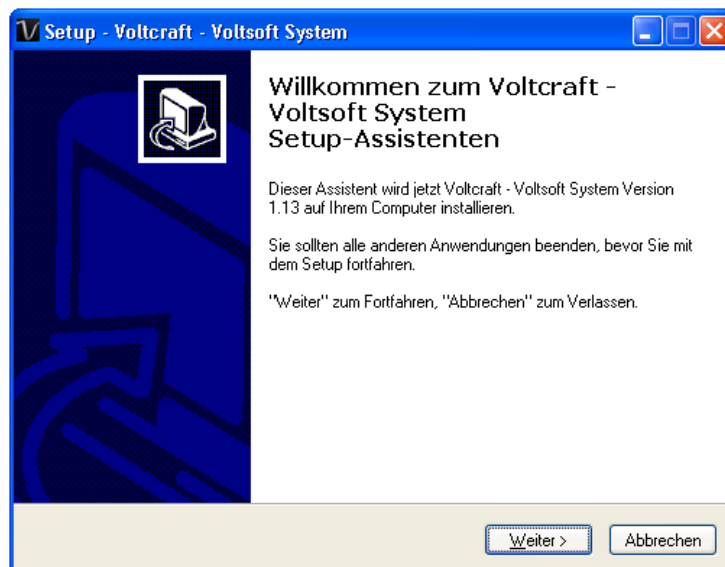 Setup - Voltcraft - Voltsoft System
Willkommen zum Voltcraft -
Voltsoft System
Setup-Assistenten
Dieser Assistent wird jetzt Voltcraft - Voltsoft System Version
1.13 auf Ihrem Computer installieren.
Sie sollten alle anderen Anwendungen beenden, bevor Sie mit
dem Setup fortfahren.
"Weiter" zum Fortfahren, "Abbrechen" zum Verlassen.
Weiter > Abbrechen